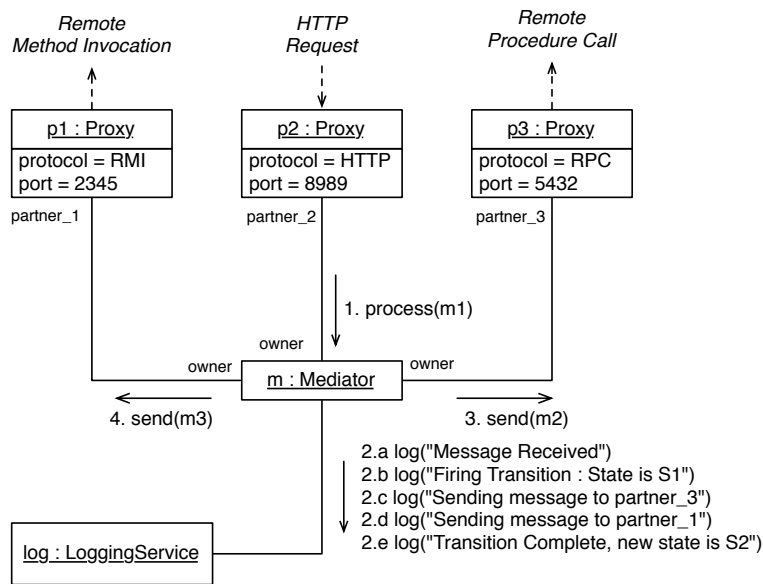 Remote
Method Invocation
HTTP
Request
Remote
Procedure Call
p1 : Proxy
protocol = RMI
port = 2345
p2 : Proxy
protocol = HTTP
port = 8989
p3 : Proxy
protocol = RPC
port = 5432
partner_1
partner_2
partner_3
1. process(m1)
owner
owner
owner
m : Mediator
4. send(m3)
3. send(m2)
2.a log("Message Received")
2.b log("Firing Transition : State is S1")
2.c log("Sending message to partner_3")
2.d log("Sending message to partner_1")
2.e log("Transition Complete, new state is S2")
log : LoggingService